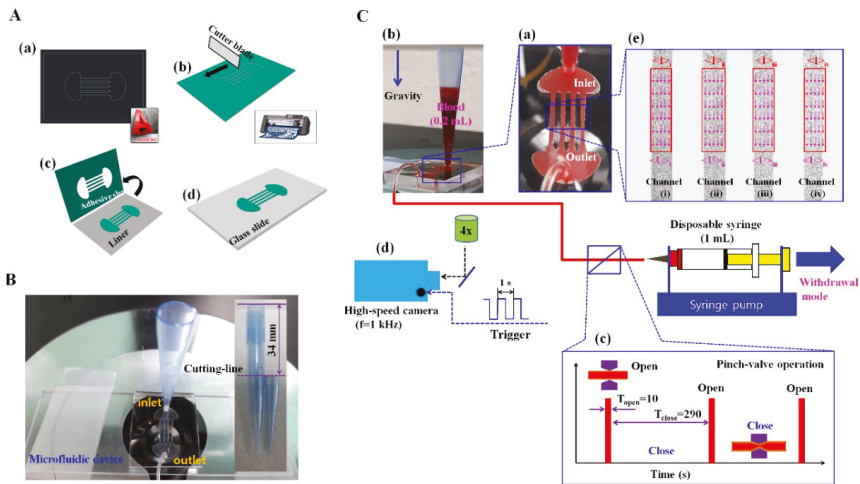 A
(a)
Cutter blade
(b)
(c)
Liner
(d)
Glass slide
B
inlet
outlet
Microfluidic device
Cutting-line
34 mm
C
(b)
Gravity
Blood
(0.2 mL)
(a)
Inlet
Outlet
(e)
Channel
(i)
Channel
(ii)
Channel
(iii)
Channel
(iv)
(d)
4x
High-speed camera
(f=1 kHz)
1 s
Trigger
Disposable syringe
(1 mL)
Withdrawal
mode
Syringe pump
(c)
Pinch-valve operation
Open
Open
Open
Topen=10
Tclose=290
Close
Close
Time (s)